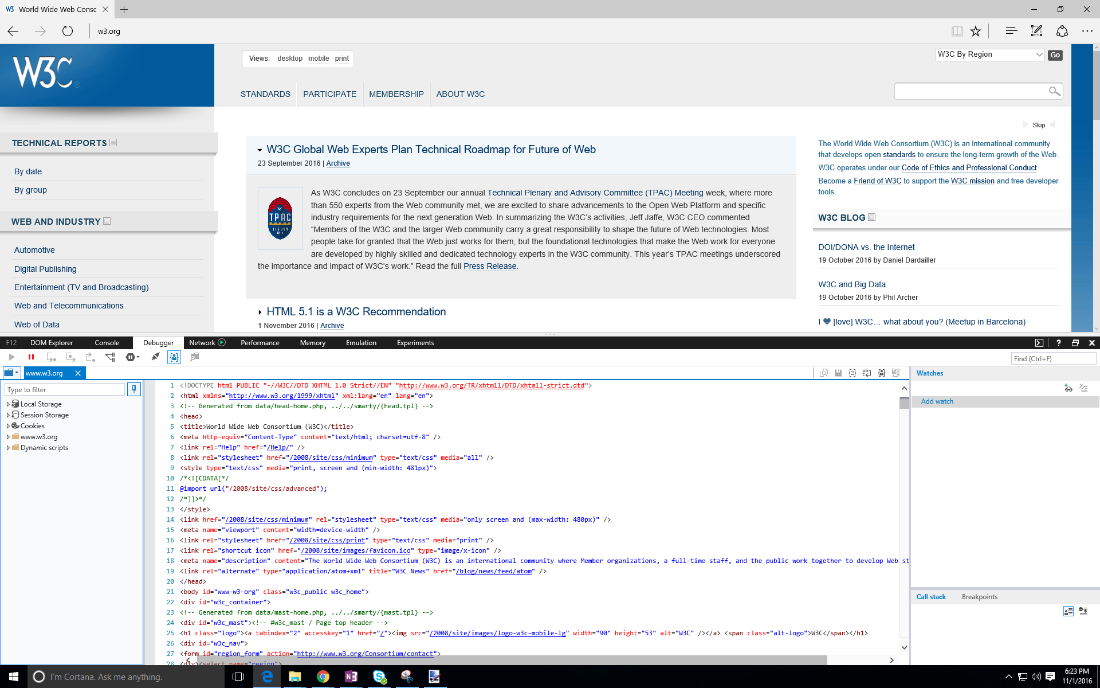 World Wide Web Consc
w3.org
W3C
Views: desktop mobile print
W3C By Region
Go
STANDARDS PARTICIPATE MEMBERSHIP ABOUT W3C
Skip
TECHNICAL REPORTS
By date
By group
WEB AND INDUSTRY
Automotive
Digital Publishing
Entertainment (TV and Broadcasting)
Web and Telecommunications
Web of Data
W3C Global Web Experts Plan Technical Roadmap for Future of Web
23 September 2016 | Archive
TPAC
As W3C concludes on 23 September our annual Technical Plenary and Advisory Committee (TPAC) Meeting week, where more
than 550 experts from the Web community met, we are excited to share advancements to the Open Web Platform and specific
industry requirements for the next generation Web. In summarizing the W3C's activities, Jeff Jaffe, W3C CEO commented
"Members of the W3C and the larger Web community carry a great responsibility to shape the future of Web technologies. Most
people take for granted that the Web just works for them, but the foundational technologies that make the Web work for everyone
are developed by highly skilled and dedicated technology experts in the W3C community. This year's TPAC meetings underscored
the importance and impact of W3C's work." Read the full Press Release.
HTML 5.1 is a W3C Recommendation
1 November 2016 | Archive
The World Wide Web Consortium (W3C) is an international community
that develops open standards to ensure the long-term growth of the Web.
W3C operates under our Code of Ethics and Professional Conduct
Become a Friend of W3C to support the W3C mission and free developer
tools.
W3C BLOG
DOI/DONA vs. the Internet
19 October 2016 by Daniel Dardailler
W3C and Big Data
19 October 2016 by Phil Archer
I ♥ [love] W3C... what about you? (Meetup in Barcelona)
F12 DOM Explorer Console Debugger Network Performance Memory Emulation Experiments
Find (Ctrl+F)
www.w3.org
Type to filter
Local Storage
Session Storage
Cookies
www.w3.org
Dynamic scripts
1 <!DOCTYPE html PUBLIC "-//W3C//DTD XHTML 1.0 Strict//EN" "http://www.w3.org/TR/xhtml1/DTD/xhtml1-strict.dtd">
2 <html xmlns="http://www.w3.org/1999/xhtml" xml:lang="en" lang="en">
3 <!-- Generated from data/head-home.php, ../../smarty/{head.tpl} -->
4 <head>
5 <title>World Wide Web Consortium (W3C)</title>
6 <meta http-equiv="Content-Type" content="text/html; charset=utf-8" />
7 <link rel="Help" href="/Help/" />
8 <link rel="stylesheet" href="/2008/site/css/minimum" type="text/css" media="all" />
9 <style type="text/css" media="print, screen and (min-width: 481px)">
10 /*<![CDATA[*/
11 @import url("/2008/site/css/advanced");
12 /*]]>*/
13 </style>
14 <link href="/2008/site/css/minimum" rel="stylesheet" type="text/css" media="only screen and (max-width: 480px)" />
15 <meta name="viewport" content="width=device-width" />
16 <link rel="stylesheet" href="/2008/site/css/print" type="text/css" media="print" />
17 <link rel="shortcut icon" href="/2008/site/images/favicon.ico" type="image/x-icon" />
18 <meta name="description" content="The World Wide Web Consortium (W3C) is an international community where Member organizations, a full-time staff, and the public work together to develop Web st
19 <link rel="alternate" type="application/atom+xml" title="W3C News" href="/blog/news/feed/atom" />
20 </head>
21 <body id="www-w3-org" class="w3c_public w3c_home">
22 <div id="w3c_container">
23 <!-- Generated from data/mast-home.php, ../../smarty/{mast.tpl} -->
24 <div id="w3c_mast"><!-- #w3c_mast / Page top header -->
25 <h1 class="logo"><a tabindex="2" accesskey="1" href="/"><img src="/2008/site/images/logo-w3c-mobile-lg" width="90" height="53" alt="W3C" /></a> <span class="alt-logo">W3C</span></h1>
26 <div id="w3c_nav">
27 <form id="region_form" action="http://www.w3.org/Consortium/contact">
28 <div><select name="region">
Watches
Add watch
Call stack Breakpoints
I'm Cortana. Ask me anything.
6:23 PM
11/1/2016